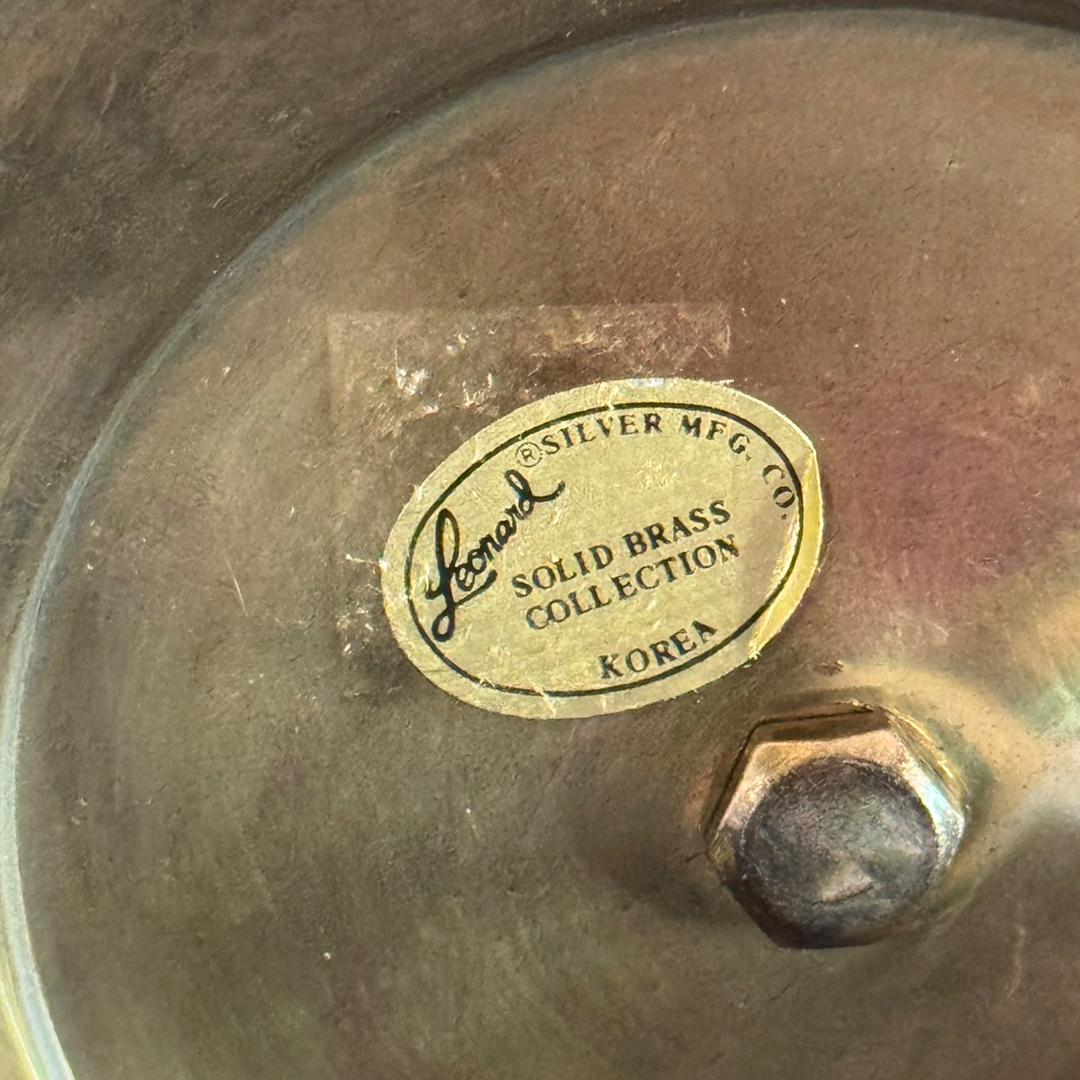 Leonard® SILVER MFG. CO.
SOLID BRASS
COLLECTION
KOREA